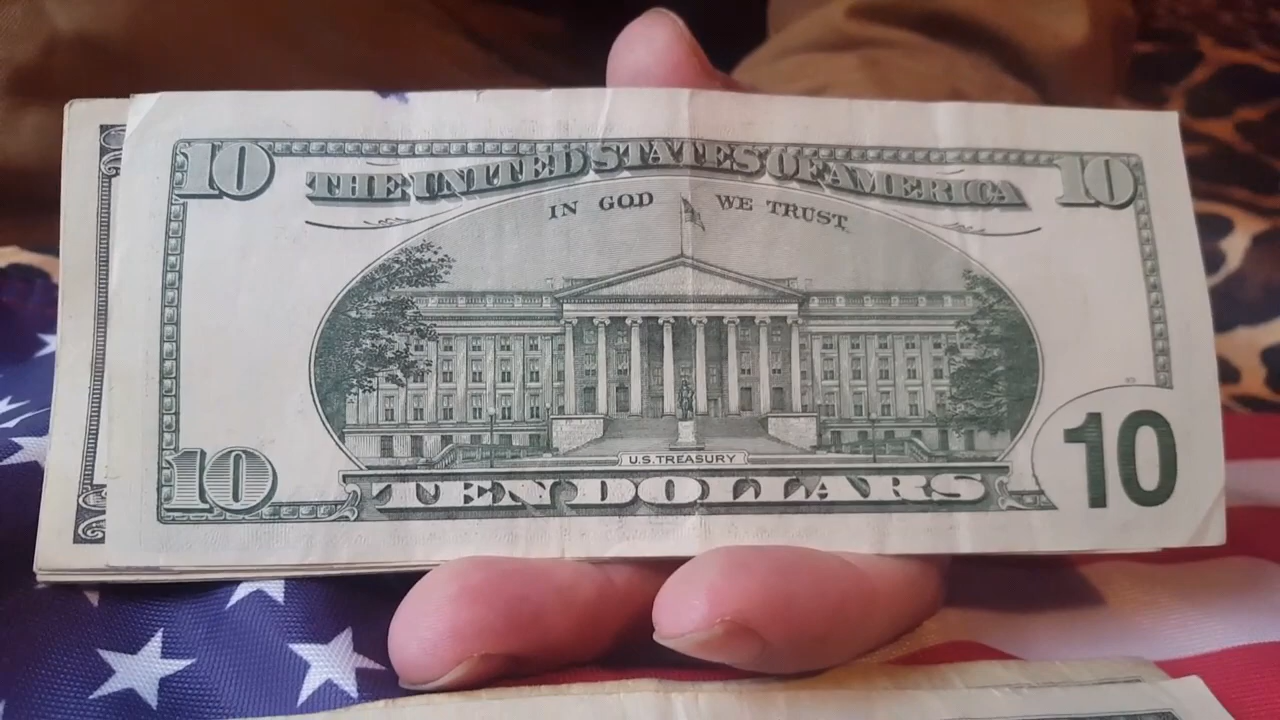 10 THE UNITED STATES OF AMERICA 10
IN GOD WE TRUST
U.S. TREASURY
10 TEN DOLLARS 10